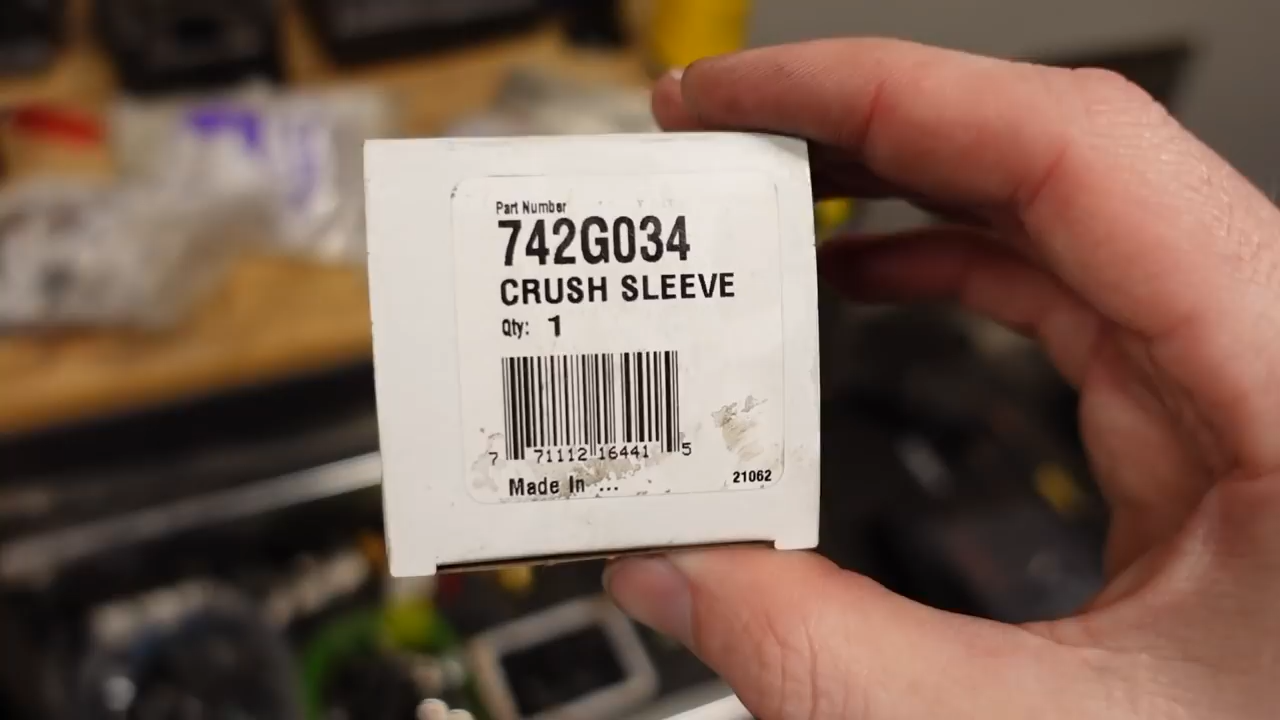 Part Number
742G034
CRUSH SLEEVE
Qty: 1
7 71112 16441 5
Made In ...
21062